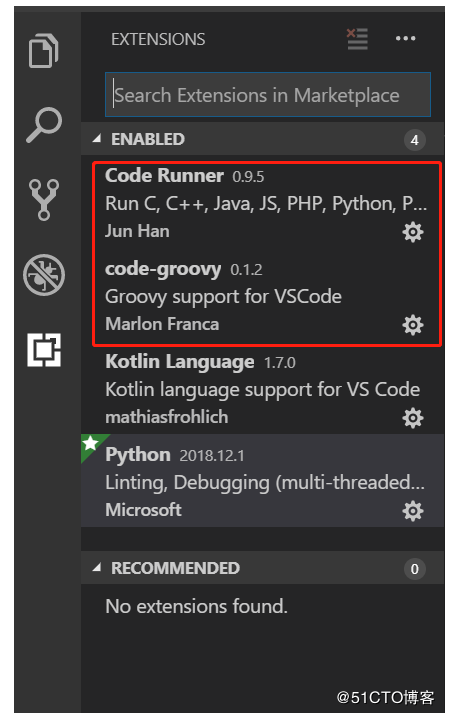 EXTENSIONS
Search Extensions in Marketplace
ENABLED 4
Code Runner 0.9.5
Run C, C++, Java, JS, PHP, Python, P...
Jun Han
code-groovy 0.1.2
Groovy support for VSCode
Marlon Franca
Kotlin Language 1.7.0
Kotlin language support for VS Code
mathiasfrohlich
Python 2018.12.1
Linting, Debugging (multi-threaded...
Microsoft
RECOMMENDED 0
No extensions found.
@51CTO博客